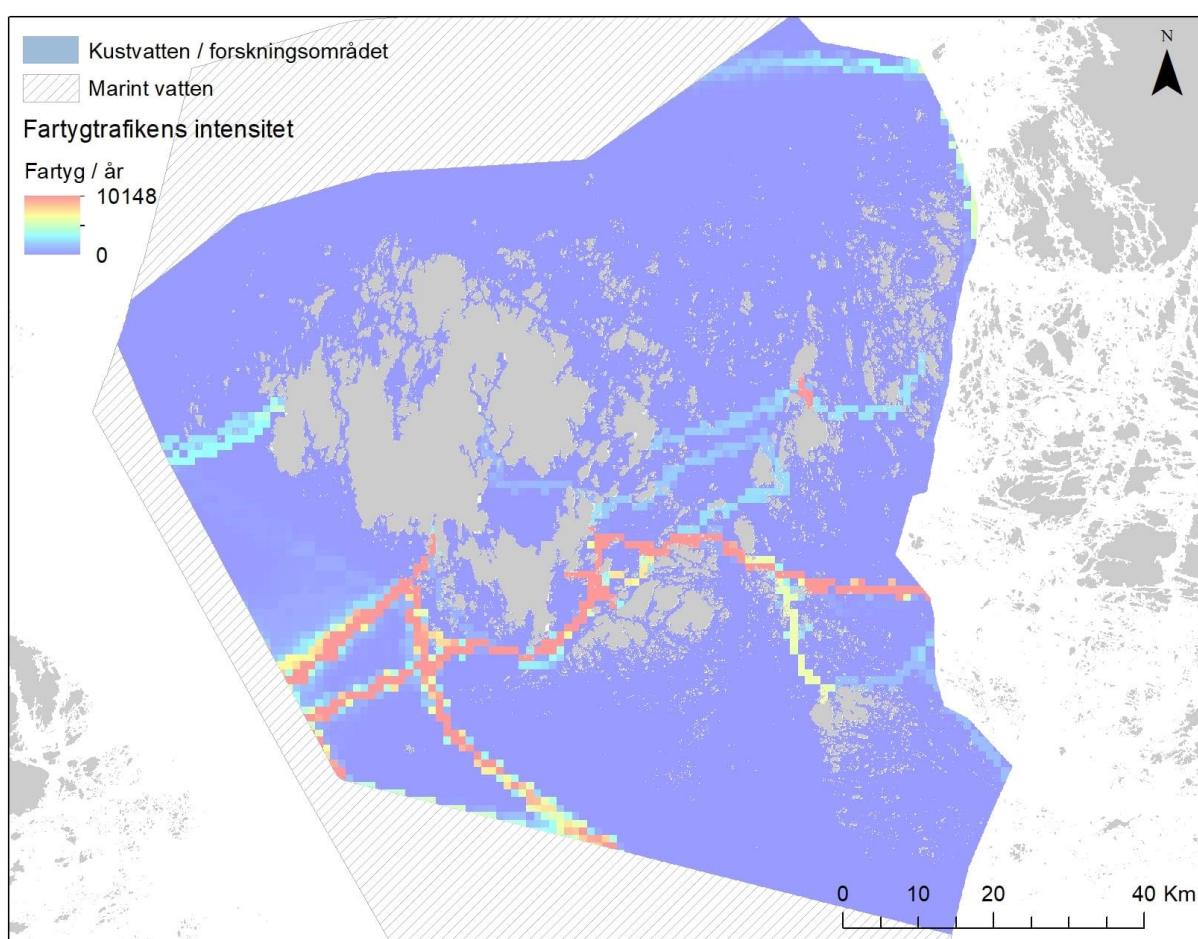 Kustvatten / forskningsområdet
Marint vatten
Fartygtrafikens intensitet
Fartyg / år
10148
0
N
0 10 20 40 Km